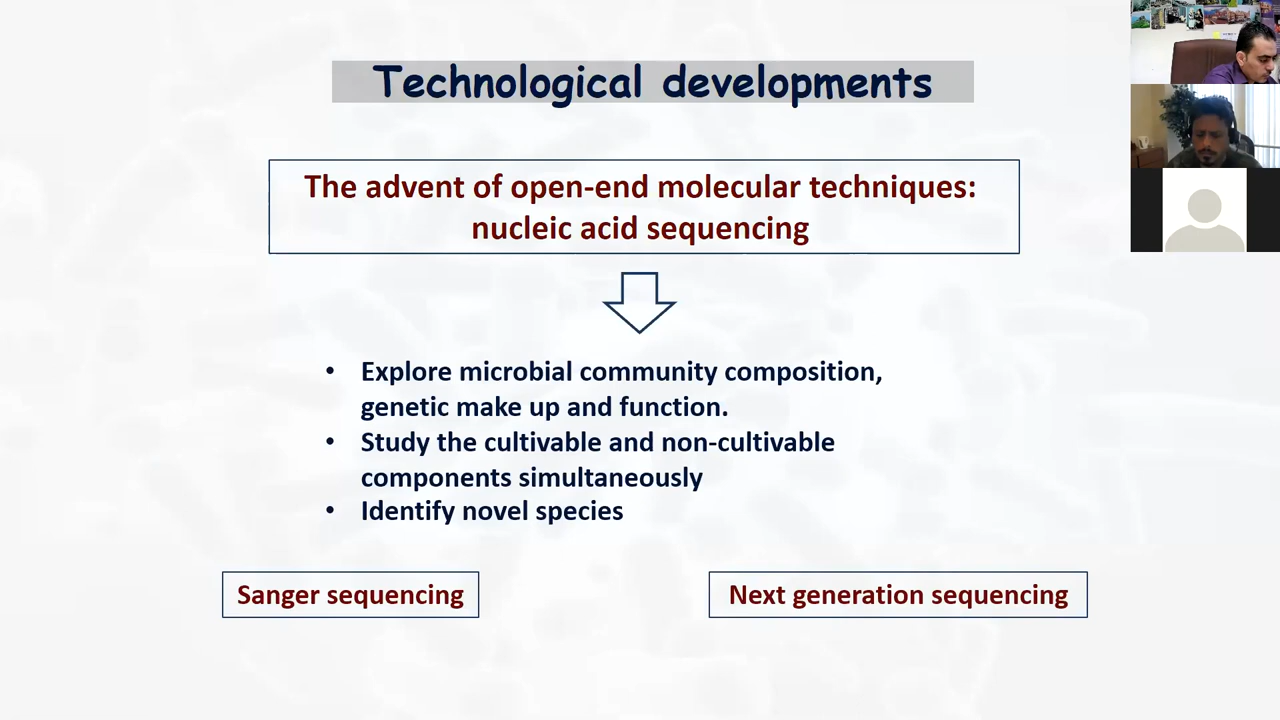 Technological developments
The advent of open-end molecular techniques:
nucleic acid sequencing
• Explore microbial community composition,
genetic make up and function.
• Study the cultivable and non-cultivable
components simultaneously
• Identify novel species
Sanger sequencing
Next generation sequencing